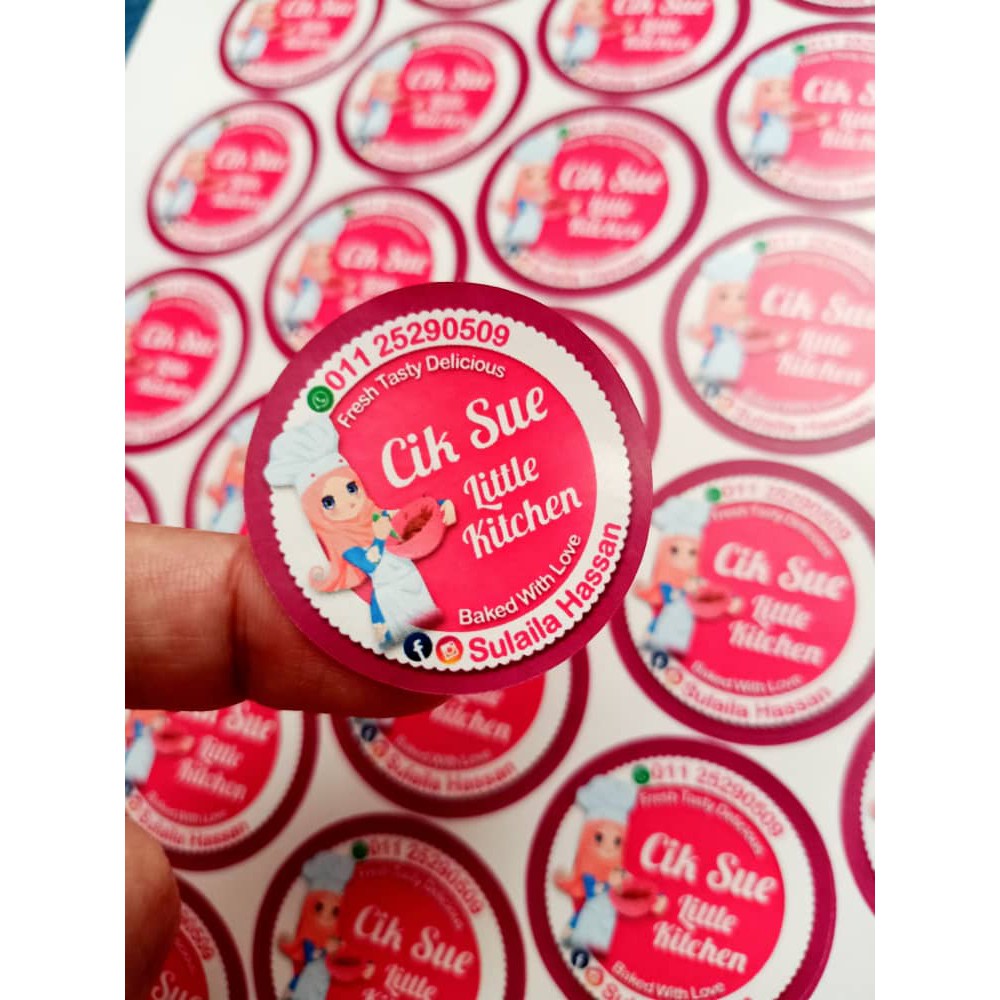 011 25290509
Fresh Tasty Delicious
Cik Sue
Little
Kitchen
Baked With Love
Sulaila Hassan